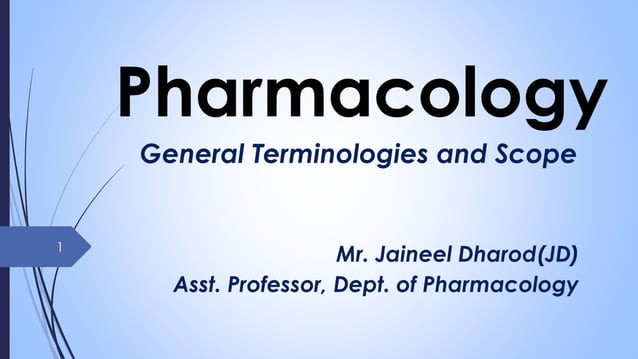 Pharmacology
General Terminologies and Scope
1
Mr. Jaineel Dharod(JD)
Asst. Professor, Dept. of Pharmacology